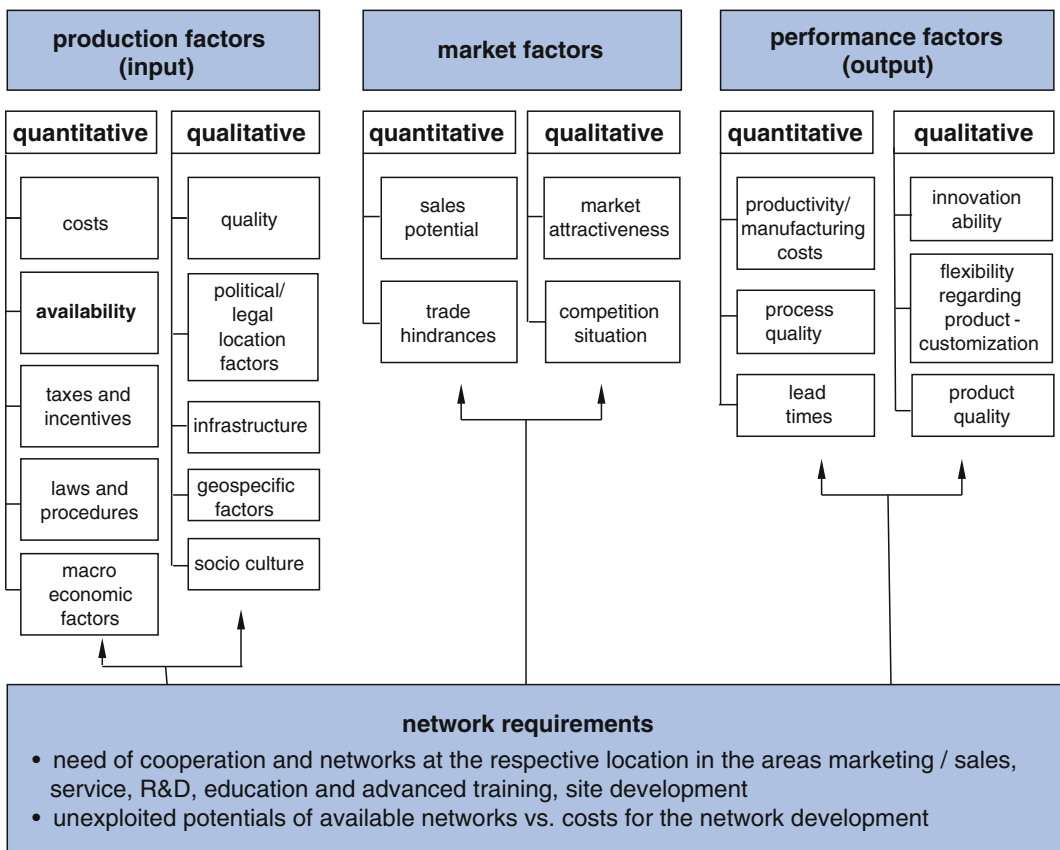 production factors
(input)
market factors
performance factors
(output)
quantitative
qualitative
quantitative
qualitative
quantitative
qualitative
costs
availability
taxes and
incentives
laws and
procedures
macro
economic
factors
quality
political/
legal
location
factors
infrastructure
geospecific
factors
socio culture
sales
potential
trade
hindrances
market
attractiveness
competition
situation
productivity/
manufacturing
costs
process
quality
lead
times
innovation
ability
flexibility
regarding
product -
customization
product
quality
network requirements
• need of cooperation and networks at the respective location in the areas marketing / sales,
service, R&D, education and advanced training, site development
• unexploited potentials of available networks vs. costs for the network development